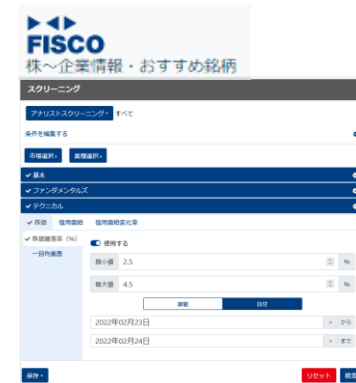 FISCO
株～企業情報・おすすめ銘柄
スクリーニング
アナリストスクリーニング すべて
条件を編集する
市場選択 業種選択
基本
ファンダメンタルズ
テクニカル
株価 信用需給 信用需給変化率
株価騰落率（%） 使用する
一目均衡表
最小値 2.5 %
最大値 4.5 %
期間 日付
2022年02月23日 × から
2022年02月24日 × まで
保存 リセット 検索